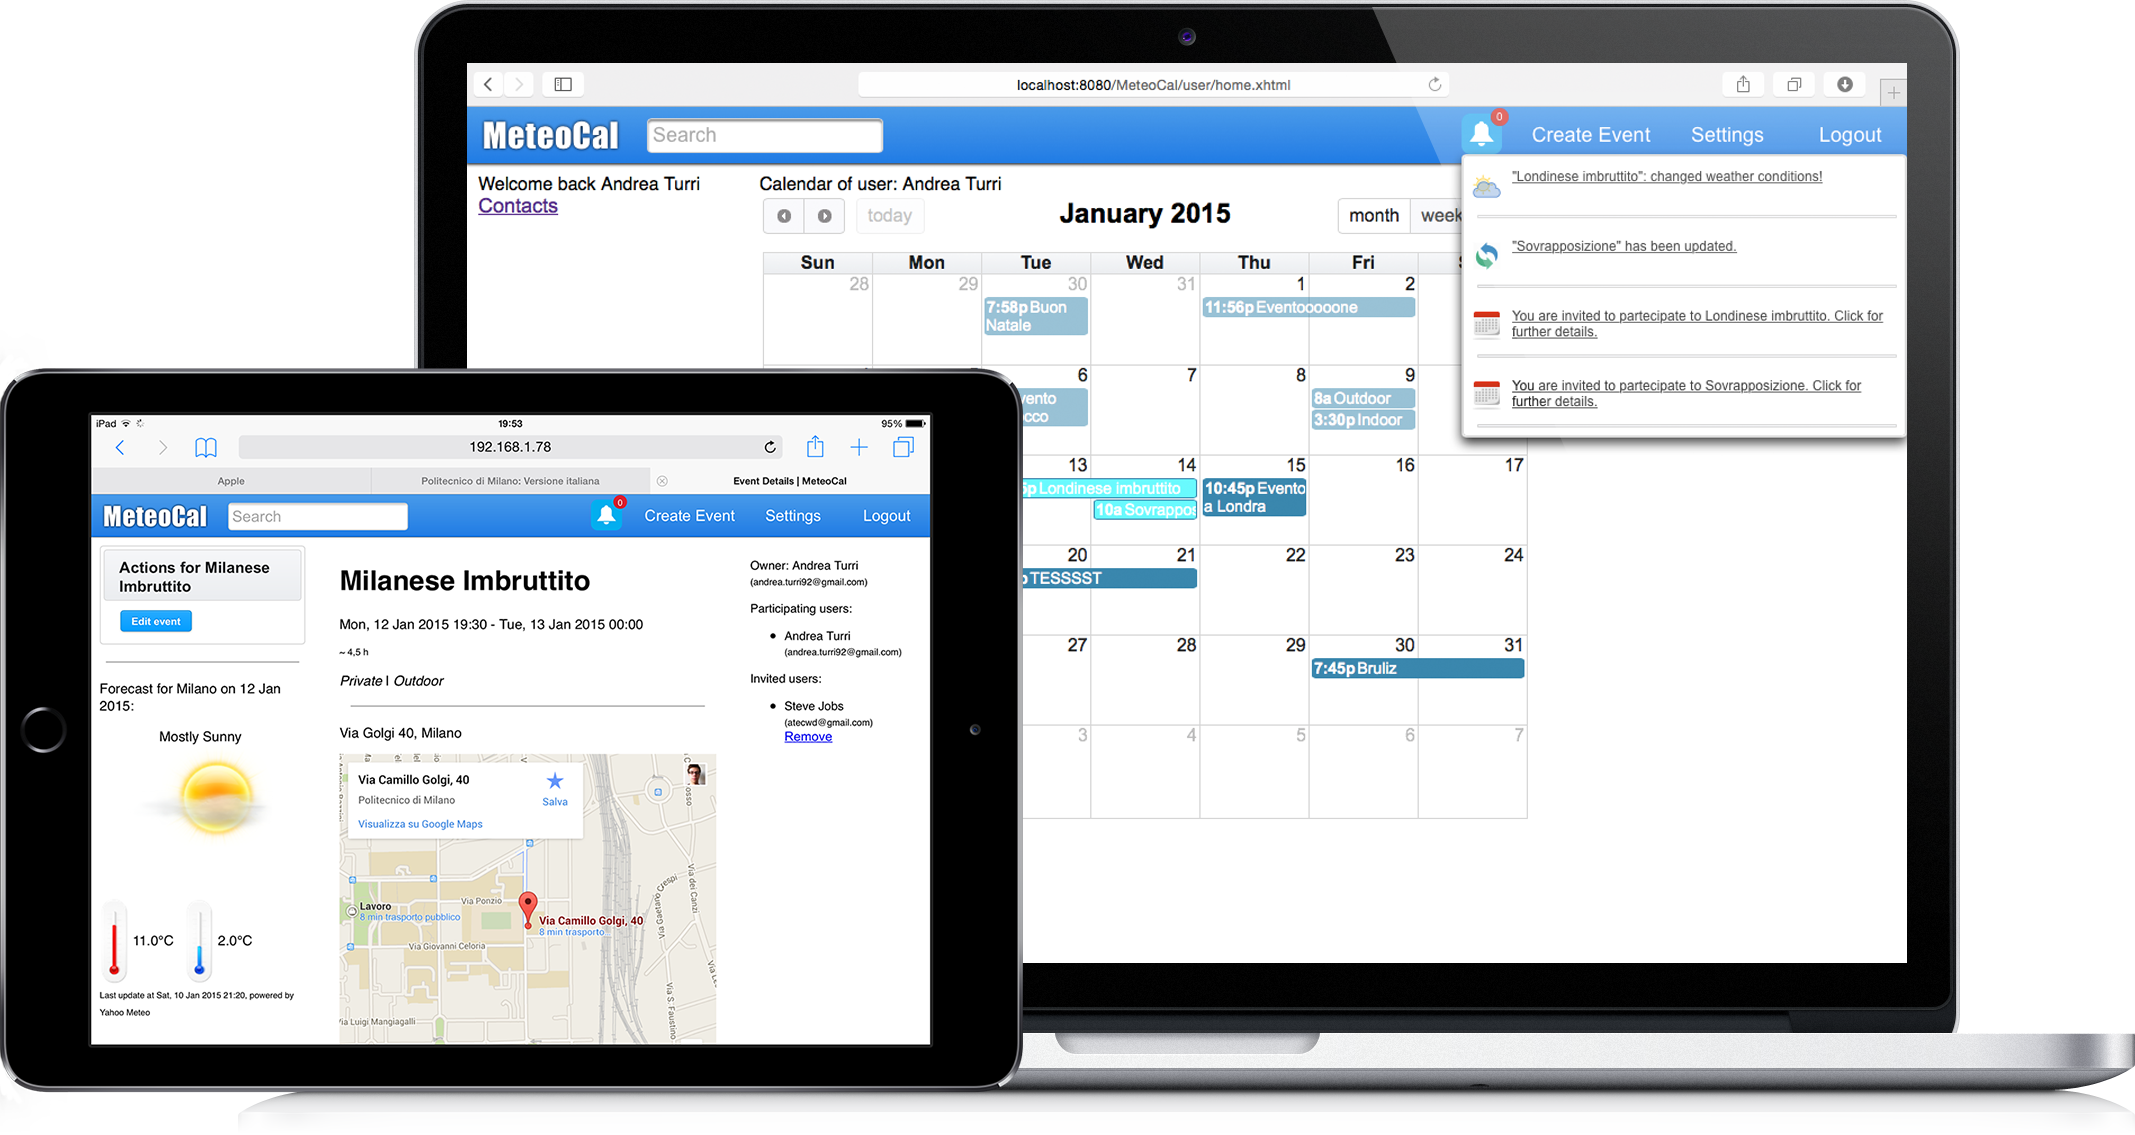 localhost:8080/MeteoCal/user/home.xhtml
MeteoCal
Search
0
Create Event
Settings
Logout
Welcome back Andrea Turri
Contacts
Calendar of user: Andrea Turri
today
January 2015
month
week
"Londinese imbruttito": changed weather conditions!
"Sovrapposizione" has been updated.
You are invited to partecipate to Londinese imbruttito. Click for
further details.
You are invited to partecipate to Sovrapposizione. Click for
further details.
Sun Mon Tue Wed Thu Fri
28 29 30 31 1 2
7:58p Buon
Natale
11:56p Eventooooone
6 7 8 9
vento
occo
8a Outdoor
3:30p Indoor
13 14 15 16 17
p Londinese imbruttito
10a Sovrappos
10:45p Evento
a Londra
20 21 22 23 24
TESSSST
27 28 29 30 31
7:45p Bruliz
3 4 5 6 7
iPad
19:53
95%
192.168.1.78
Apple
Politecnico di Milano: Versione italiana
Event Details | MeteoCal
MeteoCal
Search
0
Create Event
Settings
Logout
Actions for Milanese
Imbruttito
Edit event
Forecast for Milano on 12 Jan
2015:
Mostly Sunny
11.0°C
2.0°C
Last update at Sat, 10 Jan 2015 21:20, powered by
Yahoo Meteo
Milanese Imbruttito
Mon, 12 Jan 2015 19:30 - Tue, 13 Jan 2015 00:00
~ 4,5 h
Private | Outdoor
Via Golgi 40, Milano
Via Camillo Golgi, 40
Politecnico di Milano
Visualizza su Google Maps
Salva
Lavoro
8 min trasporto pubblico
Via Ponzio
Via Camillo Golgi, 40
8 min trasporto...
Via Giovanni Celoria
Via Luigi Mangiagalli
Via Gaetana
Crespi
Via dei Canzi
Via S. Faustino
Owner: Andrea Turri
(andrea.turri92@gmail.com)
Participating users:
• Andrea Turri
(andrea.turri92@gmail.com)
Invited users:
• Steve Jobs
(atecwd@gmail.com)
Remove